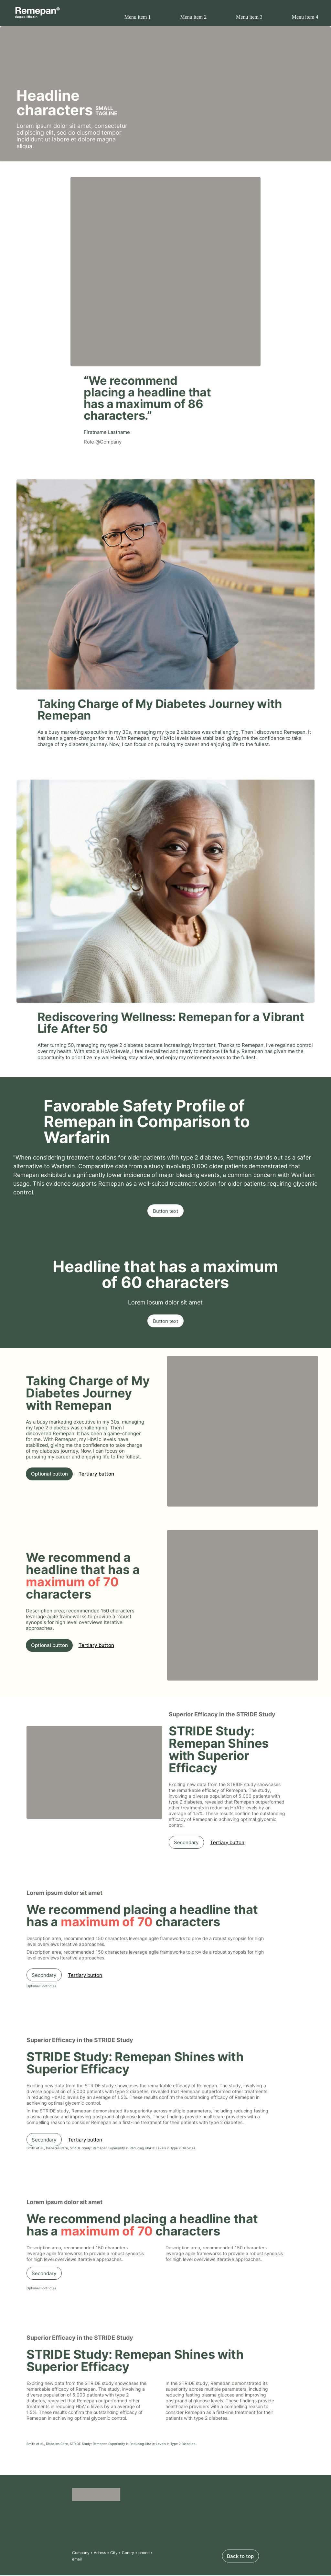 Remepan®
dapagliflozin
Menu item 1
Menu item 2
Menu item 3
Menu item 4
Headline
characters SMALL TAGLINE
Lorem ipsum dolor sit amet, consectetur
adipiscing elit, sed do eiusmod tempor
incididunt ut labore et dolore magna
aliqua.
“We recommend
placing a headline that
has a maximum of 86
characters.”
Firstname Lastname
Role @Company
Taking Charge of My Diabetes Journey with
Remepan
As a busy marketing executive in my 30s, managing my type 2 diabetes was challenging. Then I discovered Remepan. It
has been a game-changer for me. With Remepan, my HbA1c levels have stabilized, giving me the confidence to take
charge of my diabetes journey. Now, I can focus on pursuing my career and enjoying life to the fullest.
Rediscovering Wellness: Remepan for a Vibrant
Life After 50
After turning 50, managing my type 2 diabetes became increasingly important. Thanks to Remepan, I've regained control
over my health. With stable HbA1c levels, I feel revitalized and ready to embrace life fully. Remepan has given me the
opportunity to prioritize my well-being, stay active, and enjoy my retirement years to the fullest.
Favorable Safety Profile of
Remepan in Comparison to
Warfarin
"When considering treatment options for older patients with type 2 diabetes, Remepan stands out as a safer
alternative to Warfarin. Comparative data from a study involving 3,000 older patients demonstrated that
Remepan exhibited a significantly lower incidence of major bleeding events, a common concern with Warfarin
usage. This evidence supports Remepan as a well-suited treatment option for older patients requiring glycemic
control.
Button text
Headline that has a maximum
of 60 characters
Lorem ipsum dolor sit amet
Button text
Taking Charge of My
Diabetes Journey
with Remepan
As a busy marketing executive in my 30s, managing
my type 2 diabetes was challenging. Then I
discovered Remepan. It has been a game-changer
for me. With Remepan, my HbA1c levels have
stabilized, giving me the confidence to take charge
of my diabetes journey. Now, I can focus on
pursuing my career and enjoying life to the fullest.
Optional button
Tertiary button
We recommend a
headline that has a
maximum of 70
characters
Description area, recommended 150 characters
leverage agile frameworks to provide a robust
synopsis for high level overviews Iterative
approaches.
Optional button
Tertiary button
Superior Efficacy in the STRIDE Study
STRIDE Study:
Remepan Shines
with Superior
Efficacy
Exciting new data from the STRIDE study showcases
the remarkable efficacy of Remepan. The study,
involving a diverse population of 5,000 patients with
type 2 diabetes, revealed that Remepan outperformed
other treatments in reducing HbA1c levels by an
average of 1.5%. These results confirm the outstanding
efficacy of Remepan in achieving optimal glycemic
control.
Secondary
Tertiary button
Lorem ipsum dolor sit amet
We recommend placing a headline that
has a maximum of 70 characters
Description area, recommended 150 characters leverage agile frameworks to provide a robust synopsis for high
level overviews Iterative approaches.
Description area, recommended 150 characters leverage agile frameworks to provide a robust synopsis for high
level overviews Iterative approaches.
Secondary
Tertiary button
Optional Footnotes
Superior Efficacy in the STRIDE Study
STRIDE Study: Remepan Shines with
Superior Efficacy
Exciting new data from the STRIDE study showcases the remarkable efficacy of Remepan. The study, involving a
diverse population of 5,000 patients with type 2 diabetes, revealed that Remepan outperformed other treatments
in reducing HbA1c levels by an average of 1.5%. These results confirm the outstanding efficacy of Remepan in
achieving optimal glycemic control.
In the STRIDE study, Remepan demonstrated its superiority across multiple parameters, including reducing fasting
plasma glucose and improving postprandial glucose levels. These findings provide healthcare providers with a
compelling reason to consider Remepan as a first-line treatment for their patients with type 2 diabetes.
Secondary
Tertiary button
Smith et al., Diabetes Care, STRIDE Study: Remepan Superiority in Reducing HbA1c Levels in Type 2 Diabetes.
Lorem ipsum dolor sit amet
We recommend placing a headline that
has a maximum of 70 characters
Description area, recommended 150 characters
leverage agile frameworks to provide a robust synopsis
for high level overviews Iterative approaches.
Description area, recommended 150 characters
leverage agile frameworks to provide a robust synopsis
for high level overviews Iterative approaches.
Secondary
Optional Footnotes
Superior Efficacy in the STRIDE Study
STRIDE Study: Remepan Shines with
Superior Efficacy
Exciting new data from the STRIDE study showcases the
remarkable efficacy of Remepan. The study, involving a
diverse population of 5,000 patients with type 2
diabetes, revealed that Remepan outperformed other
treatments in reducing HbA1c levels by an average of
1.5%. These results confirm the outstanding efficacy of
Remepan in achieving optimal glycemic control.
In the STRIDE study, Remepan demonstrated its
superiority across multiple parameters, including
reducing fasting plasma glucose and improving
postprandial glucose levels. These findings provide
healthcare providers with a compelling reason to
consider Remepan as a first-line treatment for their
patients with type 2 diabetes.
Smith et al., Diabetes Care, STRIDE Study: Remepan Superiority in Reducing HbA1c Levels in Type 2 Diabetes.
Company • Adress • City • Contry • phone •
email
Back to top